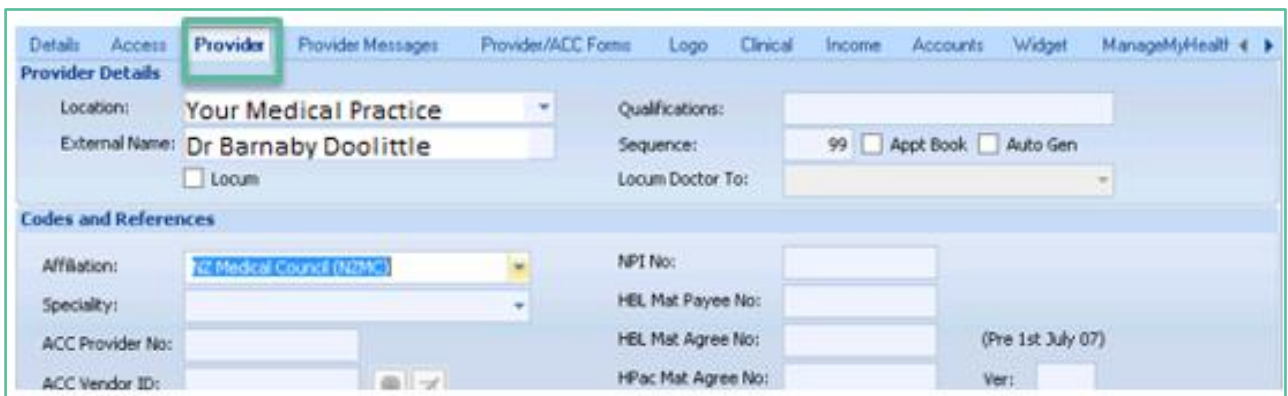 Details Access Provider Provider Messages Provider/ACC Forms Logo Clinical Income Accounts Widget ManageMyHealth
Provider Details
Location: Your Medical Practice Qualifications:
External Name: Dr Barnaby Doolittle Sequence: 99 Appt Book Auto Gen
Locum Locum Doctor To:
Codes and References
Affiliation: NZ Medical Council (NZMC) NPI No:
Speciality: HBL Mat Payee No:
ACC Provider No: HBL Mat Agree No: (Pre 1st July 07)
ACC Vendor ID: HPac Mat Agree No: Ver: